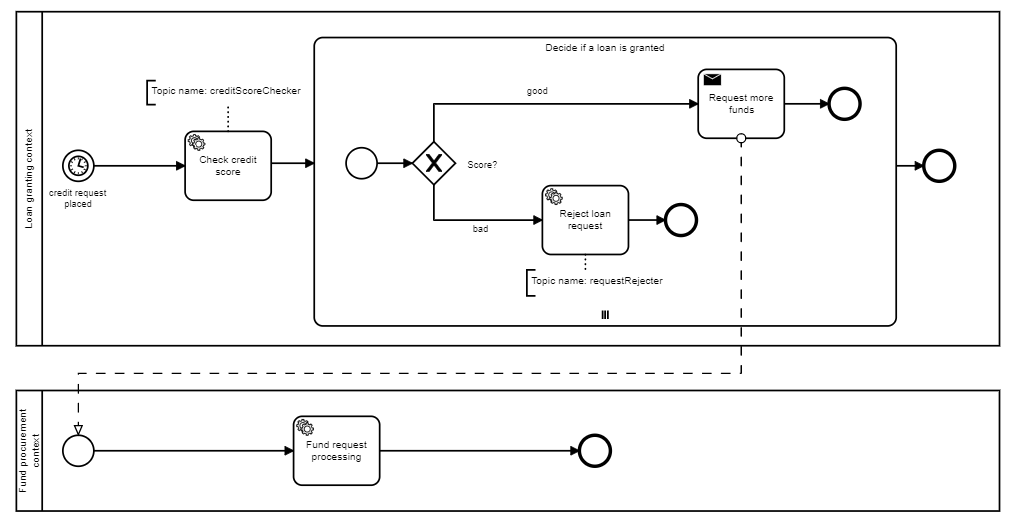 Loan granting context
Decide if a loan is granted
Topic name: creditScoreChecker
good
Request more
funds
Check credit
score
Score?
credit request
placed
Reject loan
request
bad
Topic name: requestRejecter
Fund procurement
context
Fund request
processing